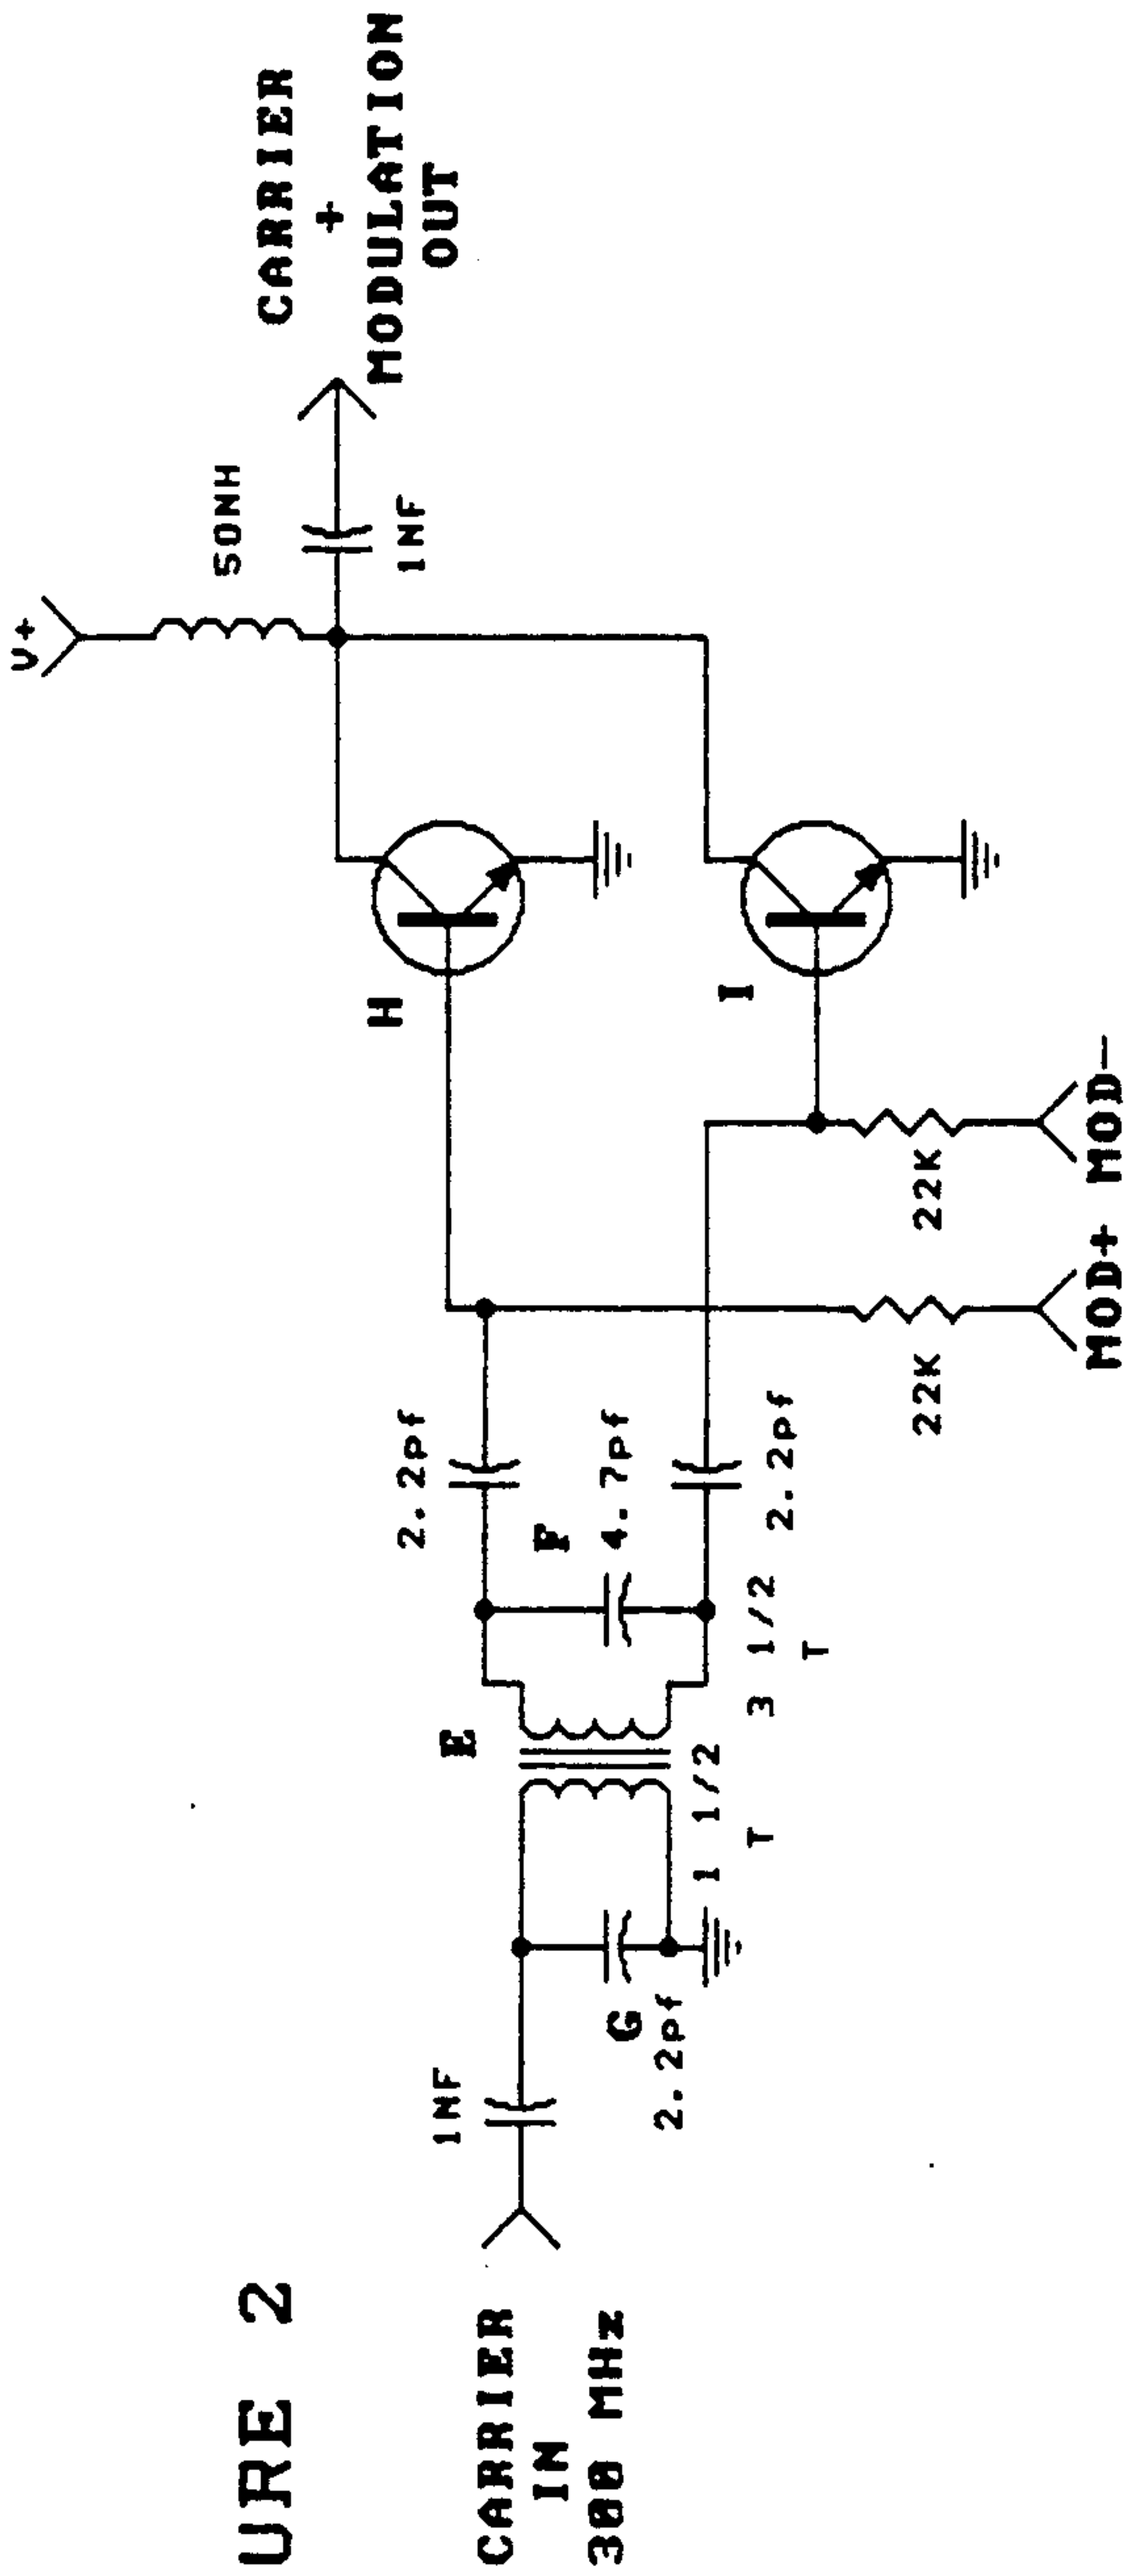 URE 2
CARRIER
IN
300 MHz
1NF
G
2.2pf
E
1 1/2
T
3 1/2
T
F
4.7pf
2.2pf
2.2pf
22K
22K
MOD+ MOD-
H
I
V+
50NH
1NF
CARRIER
+
MODULATION
OUT